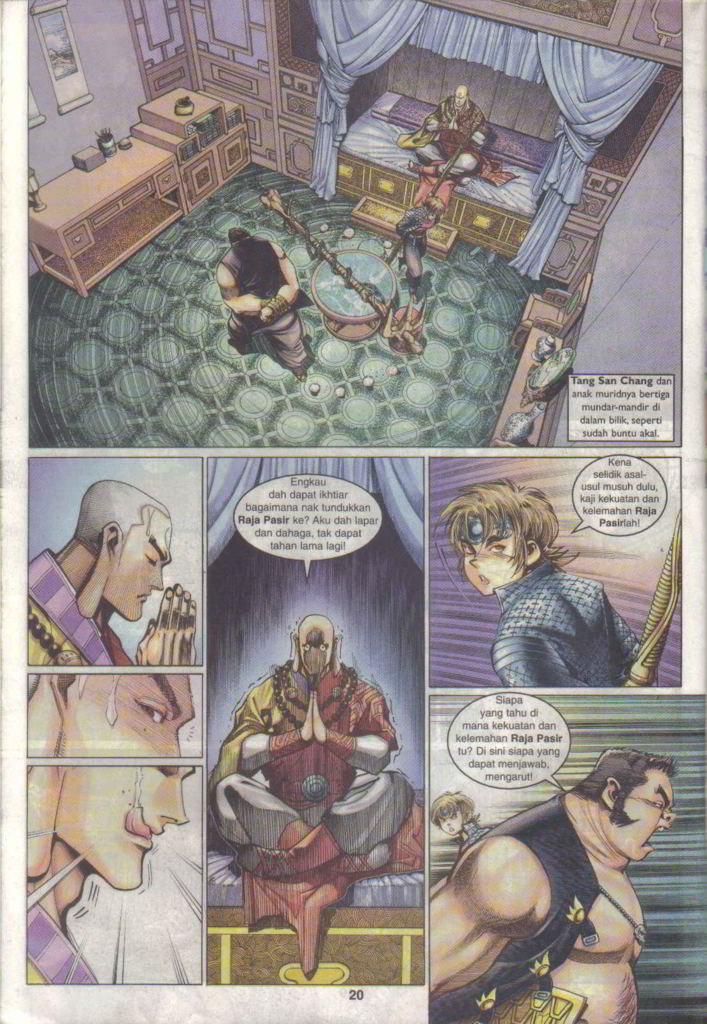 Tang San Chang dan
anak muridnya bertiga
mundar-mandir di
dalam bilik, seperti
sudah buntu akal.
Engkau
dah dapat ikhtiar
bagaimana nak tundukkan
Raja Pasir ke? Aku dah lapar
dan dahaga, tak dapat
tahan lama lagi!
Kena
selidik asal-
usul musuh dulu,
kaji kekuatan dan
kelemahan Raja
Pasirlah!
Siapa
yang tahu di
mana kekuatan dan
kelemahan Raja Pasir
tu? Di sini siapa yang
dapat menjawab,
mengarut!
20